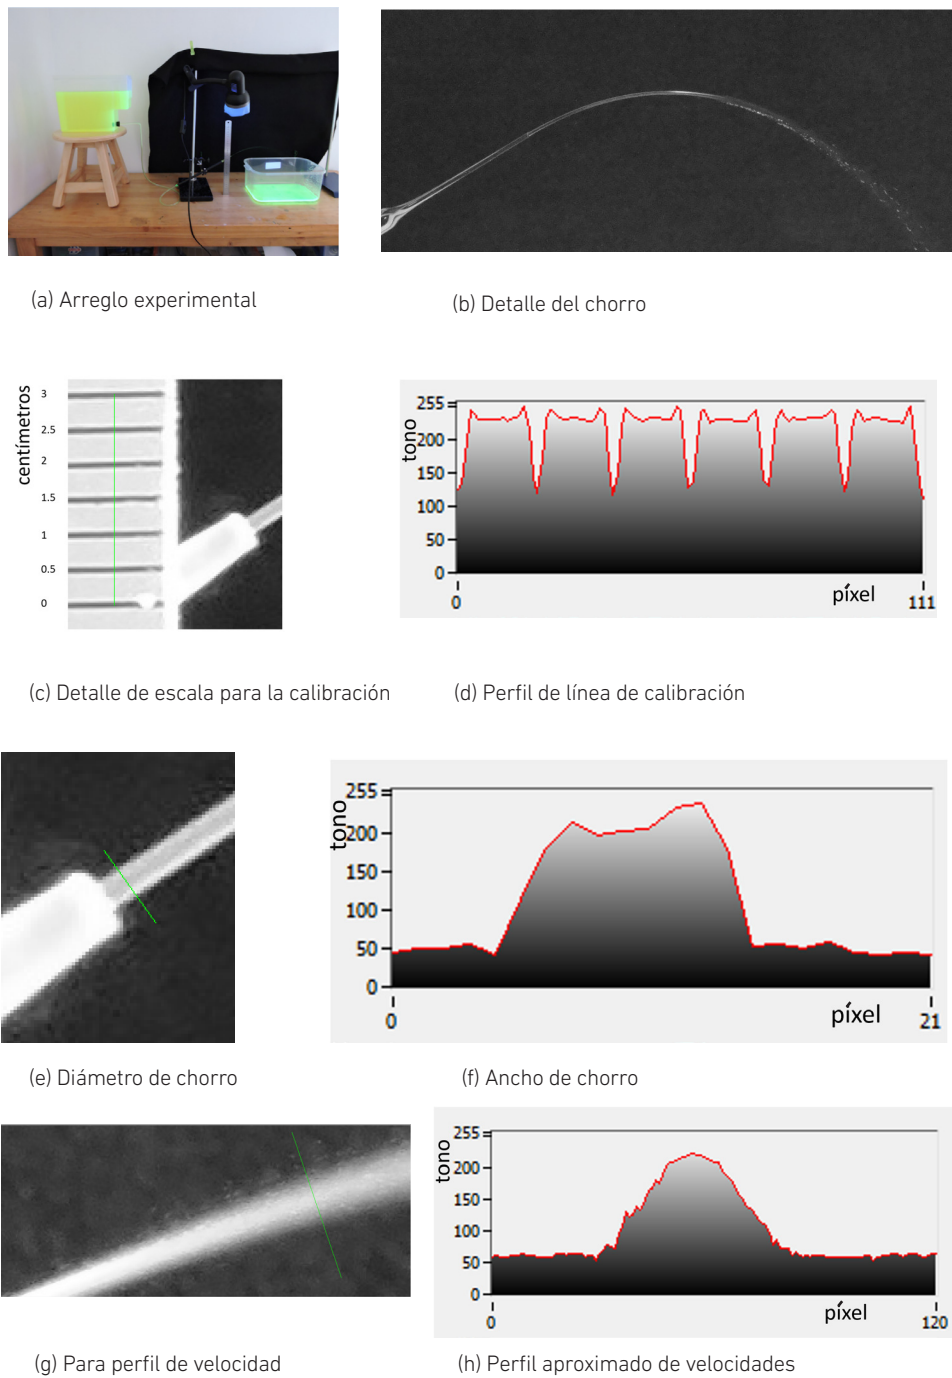 (a) Arreglo experimental
(b) Detalle del chorro
centímetros
3
2.5
2
1.5
1
0.5
0
tono
255
200
150
100
50
0
0
píxel
111
(c) Detalle de escala para la calibración
(d) Perfil de línea de calibración
tono
255
200
150
100
50
0
0
píxel
21
(e) Diámetro de chorro
(f) Ancho de chorro
tono
255
200
150
100
50
0
0
píxel
120
(g) Para perfil de velocidad
(h) Perfil aproximado de velocidades